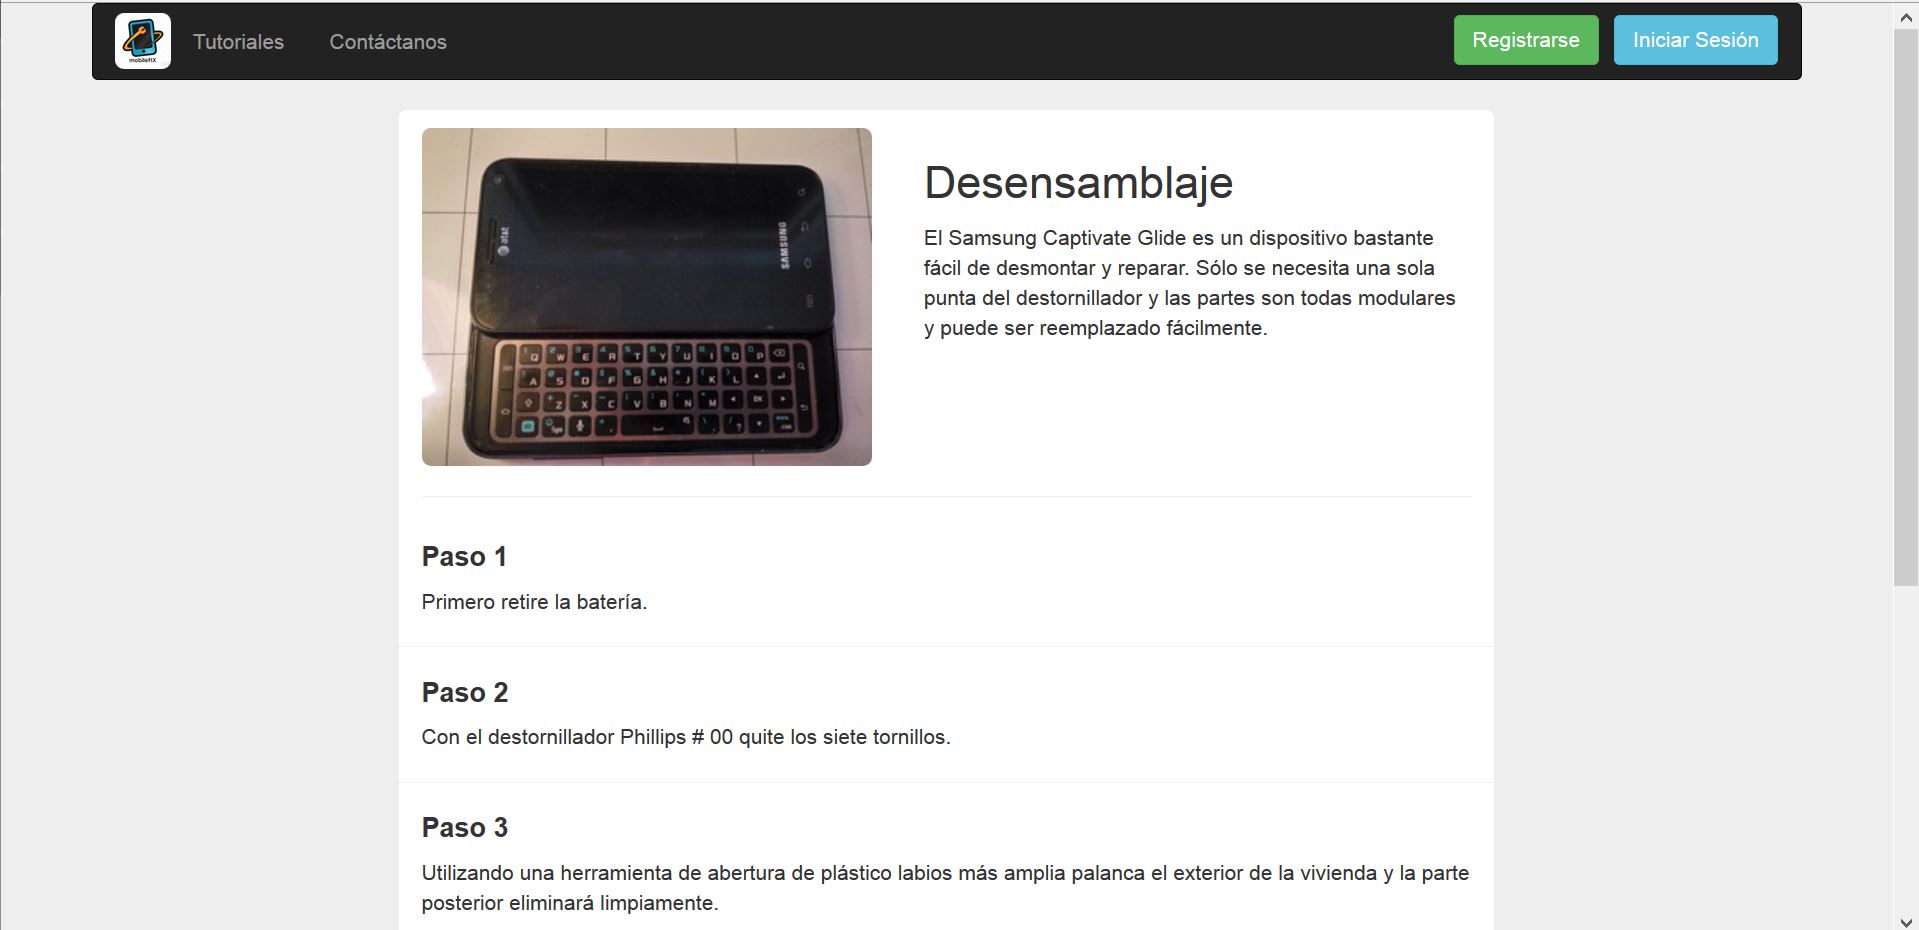 mobileFIX
Tutoriales
Contáctanos
Registrarse
Iniciar Sesión
at&t
SAMSUNG
Desensamblaje
El Samsung Captivate Glide es un dispositivo bastante
fácil de desmontar y reparar. Sólo se necesita una sola
punta del destornillador y las partes son todas modulares
y puede ser reemplazado fácilmente.
Q W E R T Y U I O P
A S D F G H J K L
Z X C V B N M OK
Sym
Paso 1
Primero retire la batería.
Paso 2
Con el destornillador Phillips # 00 quite los siete tornillos.
Paso 3
Utilizando una herramienta de abertura de plástico labios más amplia palanca el exterior de la vivienda y la parte
posterior eliminará limpiamente.